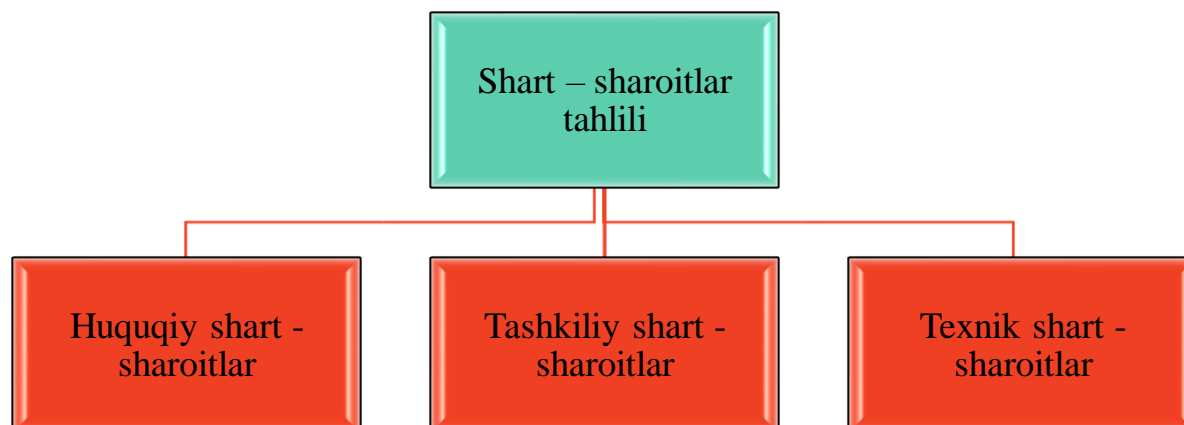 Shart – sharoitlar
tahlili
Huquqiy shart -
sharoitlar
Tashkiliy shart -
sharoitlar
Texnik shart -
sharoitlar